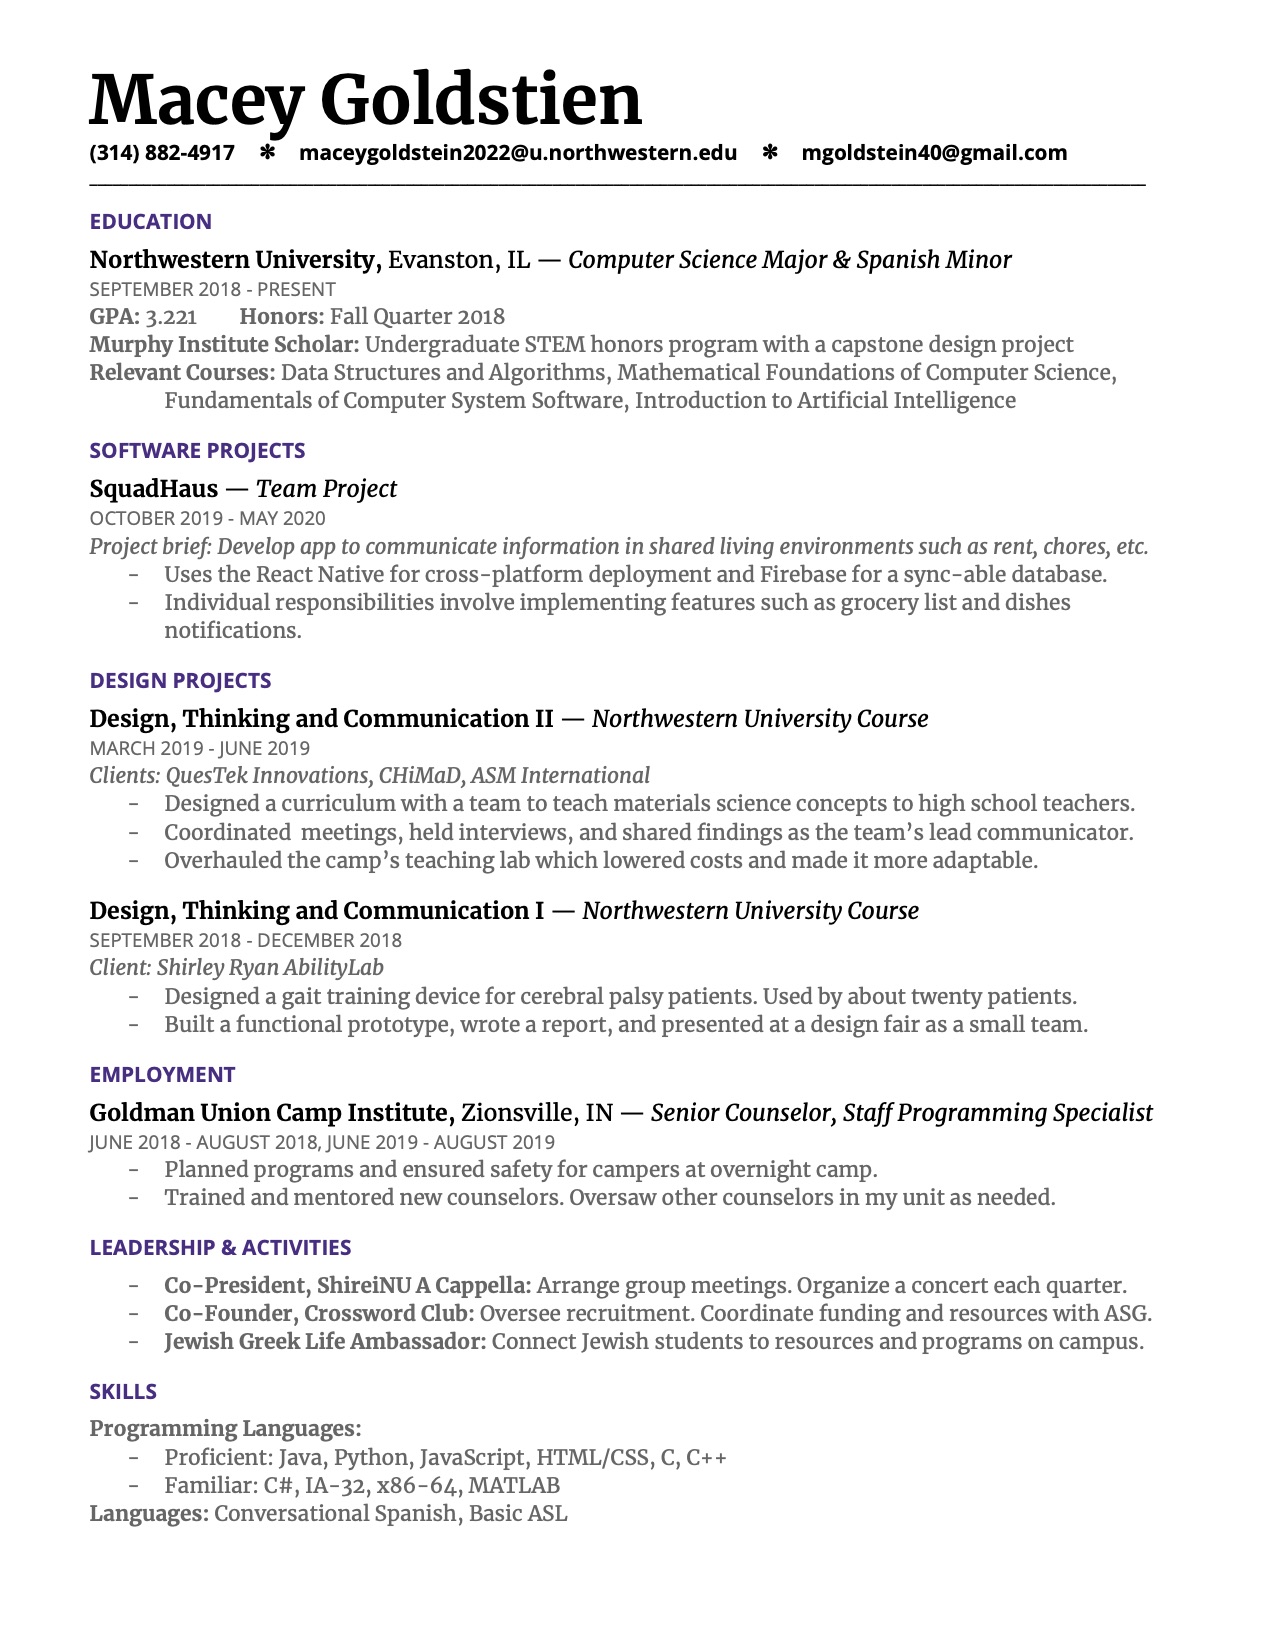 Macey Goldstien
(314) 882-4917 ✻ maceygoldstein2022@u.northwestern.edu ✻ mgoldstein40@gmail.com
EDUCATION
Northwestern University, Evanston, IL — Computer Science Major & Spanish Minor
SEPTEMBER 2018 - PRESENT
GPA: 3.221 Honors: Fall Quarter 2018
Murphy Institute Scholar: Undergraduate STEM honors program with a capstone design project
Relevant Courses: Data Structures and Algorithms, Mathematical Foundations of Computer Science,
Fundamentals of Computer System Software, Introduction to Artificial Intelligence
SOFTWARE PROJECTS
SquadHaus — Team Project
OCTOBER 2019 - MAY 2020
Project brief: Develop app to communicate information in shared living environments such as rent, chores, etc.
- Uses the React Native for cross-platform deployment and Firebase for a sync-able database.
- Individual responsibilities involve implementing features such as grocery list and dishes
notifications.
DESIGN PROJECTS
Design, Thinking and Communication II — Northwestern University Course
MARCH 2019 - JUNE 2019
Clients: QuesTek Innovations, CHiMaD, ASM International
- Designed a curriculum with a team to teach materials science concepts to high school teachers.
- Coordinated  meetings, held interviews, and shared findings as the team’s lead communicator.
- Overhauled the camp’s teaching lab which lowered costs and made it more adaptable.
Design, Thinking and Communication I — Northwestern University Course
SEPTEMBER 2018 - DECEMBER 2018
Client: Shirley Ryan AbilityLab
- Designed a gait training device for cerebral palsy patients. Used by about twenty patients.
- Built a functional prototype, wrote a report, and presented at a design fair as a small team.
EMPLOYMENT
Goldman Union Camp Institute, Zionsville, IN — Senior Counselor, Staff Programming Specialist
JUNE 2018 - AUGUST 2018, JUNE 2019 - AUGUST 2019
- Planned programs and ensured safety for campers at overnight camp.
- Trained and mentored new counselors. Oversaw other counselors in my unit as needed.
LEADERSHIP & ACTIVITIES
- Co-President, ShireiNU A Cappella: Arrange group meetings. Organize a concert each quarter.
- Co-Founder, Crossword Club: Oversee recruitment. Coordinate funding and resources with ASG.
- Jewish Greek Life Ambassador: Connect Jewish students to resources and programs on campus.
SKILLS
Programming Languages:
- Proficient: Java, Python, JavaScript, HTML/CSS, C, C++
- Familiar: C#, IA-32, x86-64, MATLAB
Languages: Conversational Spanish, Basic ASL